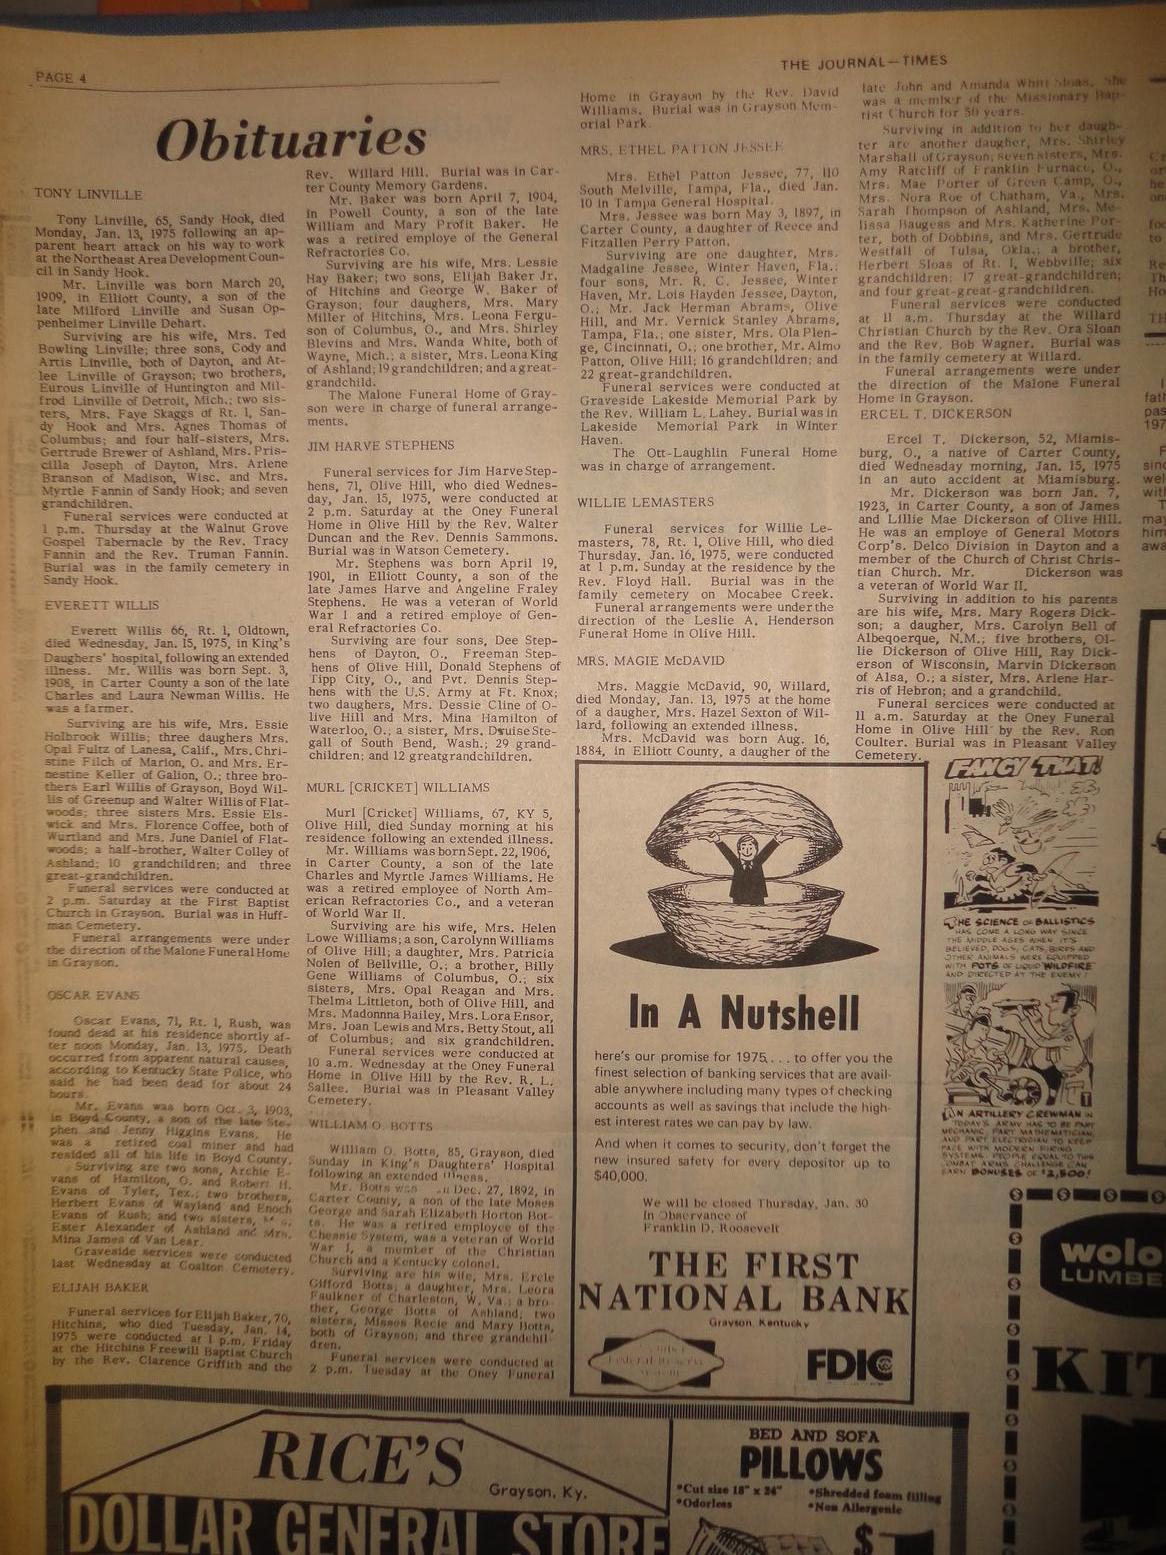 PAGE 4
THE JOURNAL—TIMES
Obituaries
TONY LINVILLE
Tony Linville, 65, Sandy Hook, died
Monday, Jan. 13, 1975 following an ap-
parent heart attack on his way to work
at the Northeast Area Development Coun-
cil in Sandy Hook.
Mr. Linville was born March 20,
1909, in Elliott County, a son of the
late Milford Linville and Susan Op-
penheimer Linville Dehart.
Surviving are his wife, Mrs. Ted
Bowling Linville; three sons, Cody and
Artis Linville, both of Dayton, and At-
lee Linville of Grayson; two brothers,
Eurous Linville of Huntington and Mil-
frod Linville of Detroit, Mich.; two sis-
ters, Mrs. Faye Skaggs of Rt. 1, San-
dy Hook and Mrs. Agnes Thomas of
Columbus; and four half-sisters, Mrs.
Gertrude Brewer of Ashland, Mrs. Pris-
cilla Joseph of Dayton, Mrs. Arlene
Branson of Madison, Wisc. and Mrs.
Myrtle Fannin of Sandy Hook; and seven
grandchildren.
Funeral services were conducted at
1 p.m. Thursday at the Walnut Grove
Gospel Tabernacle by the Rev. Tracy
Fannin and the Rev. Truman Fannin.
Burial was in the family cemetery in
Sandy Hook.
EVERETT WILLIS
Everett Willis 66, Rt. 1, Oldtown,
died Wednesday, Jan. 15, 1975, in King's
Daughers' hospital, following an extended
illness. Mr. Willis was born Sept. 3,
1908, in Carter County a son of the late
Charles and Laura Newman Willis. He
was a farmer.
Surviving are his wife, Mrs. Essie
Holbrook Willis; three daughers Mrs.
Opal Fultz of Lanesa, Calif., Mrs. Chri-
stine Filch of Marion, O. and Mrs. Er-
nestine Keller of Galion, O.; three bro-
thers Earl Willis of Grayson, Boyd Wil-
lis of Greenup and Walter Willis of Flat-
woods; three sisters Mrs. Essie Els-
wick and Mrs. Florence Coffee, both of
Wurtland and Mrs. June Daniel of Flat-
woods; a half-brother, Walter Colley of
Ashland; 10 grandchildren; and three
great-grandchildren.
Funeral services were conducted at
2 p.m. Saturday at the First Baptist
Church in Grayson. Burial was in Huff-
man Cemetery.
Funeral arrangements were under
the direction of the Malone Funeral Home
in Grayson.
OSCAR EVANS
Oscar Evans, 71, Rt. 1, Rush, was
found dead at his residence shortly af-
ter noon Monday, Jan. 13, 1975. Death
occurred from apparent natural causes,
according to Kentucky State Police, who
said he had been dead for about 24
hours.
Mr. Evans was born Oct. 3, 1903,
in Boyd County, a son of the late Ste-
phen and Jenny Higgins Evans. He
was a retired coal miner and had
resided all of his life in Boyd County.
Surviving are two sons, Archie E.
vans of Hamilton, O. and Robert H.
Evans of Tyler, Tex.; two brothers,
Herbert Evans of Wayland and Enoch
Evans of Rush; and two sisters,
Ester Alexander of Ashland and Mrs.
Mina James of Van Lear.
Graveside services were conducted
last Wednesday at Coalton Cemetery.
ELIJAH BAKER
Funeral services for Elijah Baker, 70,
Hitchins, who died Tuesday, Jan. 14,
1975 were conducted at 1 p.m. Friday
at the Hitchins Freewill Baptist Church
by the Rev. Clarence Griffith and the
Rev. Willard Hill. Burial was in Car-
ter County Memory Gardens.
Mr. Baker was born April 7, 1904,
in Powell County, a son of the late
William and Mary Profit Baker. He
was a retired employe of the General
Refractories Co.
Surviving are his wife, Mrs. Lessie
Hay Baker; two sons, Elijah Baker Jr.
of Hitchins and George W. Baker of
Grayson; four daughers, Mrs. Mary
Miller of Hitchins, Mrs. Leona Fergu-
son of Columbus, O., and Mrs. Shirley
Blevins and Mrs. Wanda White, both of
Wayne, Mich.; a sister, Mrs. Leona King
of Ashland; 19 grandchildren; and a great-
grandchild.
The Malone Funeral Home of Gray-
son were in charge of funeral arrange-
ments.
JIM HARVE STEPHENS
Funeral services for Jim Harve Step-
hens, 71, Olive Hill, who died Wednes-
day, Jan. 15, 1975, were conducted at
2 p.m. Saturday at the Oney Funeral
Home in Olive Hill by the Rev. Walter
Duncan and the Rev. Dennis Sammons.
Burial was in Watson Cemetery.
Mr. Stephens was born April 19,
1901, in Elliott County, a son of the
late James Harve and Angeline Fraley
Stephens. He was a veteran of World
War I and a retired employe of Gen-
eral Refractories Co.
Surviving are four sons, Dee Step-
hens of Dayton, O., Freeman Step-
hens of Olive Hill, Donald Stephens of
Tipp City, O., and Pvt. Dennis Step-
hens with the U.S. Army at Ft. Knox;
two daughers, Mrs. Dessie Cline of O-
live Hill and Mrs. Mina Hamilton of
Waterloo, O.; a sister, Mrs. Druise Ste-
gall of South Bend, Wash.; 29 grand-
children; and 12 greatgrandchildren.
MURL [CRICKET] WILLIAMS
Murl [Cricket] Williams, 67, KY 5,
Olive Hill, died Sunday morning at his
residence following an extended illness.
Mr. Williams was born Sept. 22, 1906,
in Carter County, a son of the late
Charles and Myrtle James Williams. He
was a retired employee of North Am-
erican Refractories Co., and a veteran
of World War II.
Surviving are his wife, Mrs. Helen
Lowe Williams; a son, Carolynn Williams
of Olive Hill; a daughter, Mrs. Patricia
Nolen of Bellville, O.; a brother, Billy
Gene Williams of Columbus, O.; six
sisters, Mrs. Opal Reagan and Mrs.
Thelma Littleton, both of Olive Hill, and
Mrs. Madonnna Bailey, Mrs. Lora Ensor,
Mrs. Joan Lewis and Mrs. Betty Stout, all
of Columbus; and six grandchildren.
Funeral services were conducted at
10 a.m. Wednesday at the Oney Funeral
Home in Olive Hill by the Rev. R. L.
Sallee. Burial was in Pleasant Valley
Cemetery.
WILLIAM O. BOTTS
William O. Botts, 85, Grayson, died
Sunday in King's Daughters' Hospital
following an extended illness.
Mr. Botts was in Dec. 27, 1892, in
Carter County, a son of the late Moses
George and Sarah Elizabeth Horton Bot-
ts. He was a retired employee of the
Chessie System, was a veteran of World
War I, a member of the Christian
Church and a Kentucky colonel.
Surviving are his wife, Mrs. Ercle
Gilford Botts; a daughter, Mrs. Leora
Faulkner of Charleston, W. Va.; a bro-
ther, George Botts of Ashland; two
sisters, Misses Recie and Mary Botts,
both of Grayson; and three grandchil-
dren.
Funeral services were conducted at
2 p.m. Tuesday at the Oney Funeral
Home in Grayson by the Rev. David
Williams. Burial was in Grayson Mem-
orial Park.
MRS. ETHEL PATTON JESSEE
Mrs. Ethel Patton Jessee, 77, 110
South Melville, Tampa, Fla., died Jan.
10 in Tampa General Hospital.
Mrs. Jessee was born May 3, 1897, in
Carter County, a daughter of Reece and
Fitzallen Perry Patton.
Surviving are one daughter, Mrs.
Madgaline Jessee, Winter Haven, Fla.;
four sons, Mr. R. C. Jessee, Winter
Haven, Mr. Lois Hayden Jessee, Dayton,
O.; Mr. Jack Herman Abrams, Olive
Hill, and Mr. Vernick Stanley Abrams,
Tampa, Fla.; one sister, Mrs. Ola Plen-
ge, Cincinnati, O.; one brother, Mr. Almo
Patton, Olive Hill; 16 grandchildren; and
22 great-grandchildren.
Funeral services were conducted at
Graveside Lakeside Memorial Park by
the Rev. William L. Lahey. Burial was in
Lakeside Memorial Park in Winter
Haven.
The Ott-Laughlin Funeral Home
was in charge of arrangement.
WILLIE LEMASTERS
Funeral services for Willie Le-
masters, 78, Rt. 1, Olive Hill, who died
Thursday, Jan. 16, 1975, were conducted
at 1 p.m. Sunday at the residence by the
Rev. Floyd Hall. Burial was in the
family cemetery on Mocabee Creek.
Funeral arrangements were under the
direction of the Leslie A, Henderson
Funeral Home in Olive Hill.
MRS. MAGIE McDAVID
Mrs. Maggie McDavid, 90, Willard,
died Monday, Jan. 13, 1975 at the home
of a daugher, Mrs. Hazel Sexton of Wil-
lard, following an extended illness.
Mrs. McDavid was born Aug. 16,
1884, in Elliott County, a daugher of the
late John and Amanda Whitt Sloas. She
was a member of the Missionary Bap-
rist Church for 50 years.
Surviving in addition to her daugh-
ter are another daugher, Mrs. Shirley
Marshall of Grayson; seven sisters, Mrs.
Amy Ratcliff of Franklin Furnace, O.,
Mrs. Mae Porter of Green Camp, O.,
Mrs. Nora Roe of Chatham, Va., Mrs.
Sarah Thompson of Ashland, Mrs. Me-
lissa Baugess and Mrs. Katherine Por-
ter, both of Dobbins, and Mrs. Gertrude
Westfall of Tulsa, Okla.; a brother,
Herbert Sloas of Rt. 1, Webbville; six
grandchildren; 17 great-grandchildren;
and four great-great-grandchildren.
Funeral services were conducted
at 11 a.m. Thursday at the Willard
Christian Church by the Rev. Ora Sloan
and the Rev. Bob Wagner. Burial was
in the family cemetery at Willard.
Funeral arrangements were under
the direction of the Malone Funeral
Home in Grayson.
ERCEL T. DICKERSON
Ercel T. Dickerson, 52, Miamis-
burg, O., a native of Carter County,
died Wednesday morning, Jan. 15, 1975
in an auto accident at Miamisburg.
Mr. Dickerson was born Jan. 7,
1923, in Carter County, a son of James
and Lillie Mae Dickerson of Olive Hill.
He was an employe of General Motors
Corp's. Delco Division in Dayton and a
member of the Church of Christ Chris-
tian Church. Mr. Dickerson was
a veteran of World War II.
Surviving in addition to his parents
are his wife, Mrs. Mary Rogers Dick-
son; a daugher, Mrs. Carolyn Bell of
Albeqoerque, N.M.; five brothers, Ol-
lie Dickerson of Olive Hill, Ray Dick-
erson of Wisconsin, Marvin Dickerson
of Alsa, O.; a sister, Mrs. Arlene Har-
ris of Hebron; and a grandchild.
Funeral sercices were conducted at
11 a.m. Saturday at the Oney Funeral
Home in Olive Hill by the Rev. Ron
Coulter. Burial was in Pleasant Valley
Cemetery.
In A Nutshell
here's our promise for 1975. . . . to offer you the
finest selection of banking services that are avail-
able anywhere including many types of checking
accounts as well as savings that include the high-
est interest rates we can pay by law.
And when it comes to security, don't forget the
new insured safety for every depositor up to
$40,000.
We will be closed Thursday, Jan. 30
In Observance of
Franklin D. Roosevelt
THE FIRST
NATIONAL BANK
Grayson, Kentucky
Member
Federal Reserve
System
FDIC
FANCY THAT!
THE SCIENCE OF BALLISTICS
HAS COME A LONG WAY SINCE
THE MIDDLE AGES WHEN IT'S
BELIEVED, DOGS, CATS, BIRDS AND
OTHER ANIMALS WERE EQUIPPED
WITH POTS OF LIQUID WILDFIRE
AND DIRECTED AT THE ENEMY!
AN ARTILLERY CREWMAN IN
TODAY'S ARMY HAS TO BE PART
MECHANIC, PART MATHEMATICIAN,
AND PART ELECTRICIAN TO KEEP
PACE WITH MODERN FIRING
SYSTEMS. PEOPLE EQUAL TO THIS
COMBAT ARMS CHALLENGE CAN
EARN BONUSES OF $2,500!
wolo
LUMBE
KIT
RICE'S
Grayson, Ky.
DOLLAR GENERAL STORE
BED AND SOFA
PILLOWS
*Cut size 18" x 24"
*Odorless
*Shredded foam filling
*Non Allergenic
$